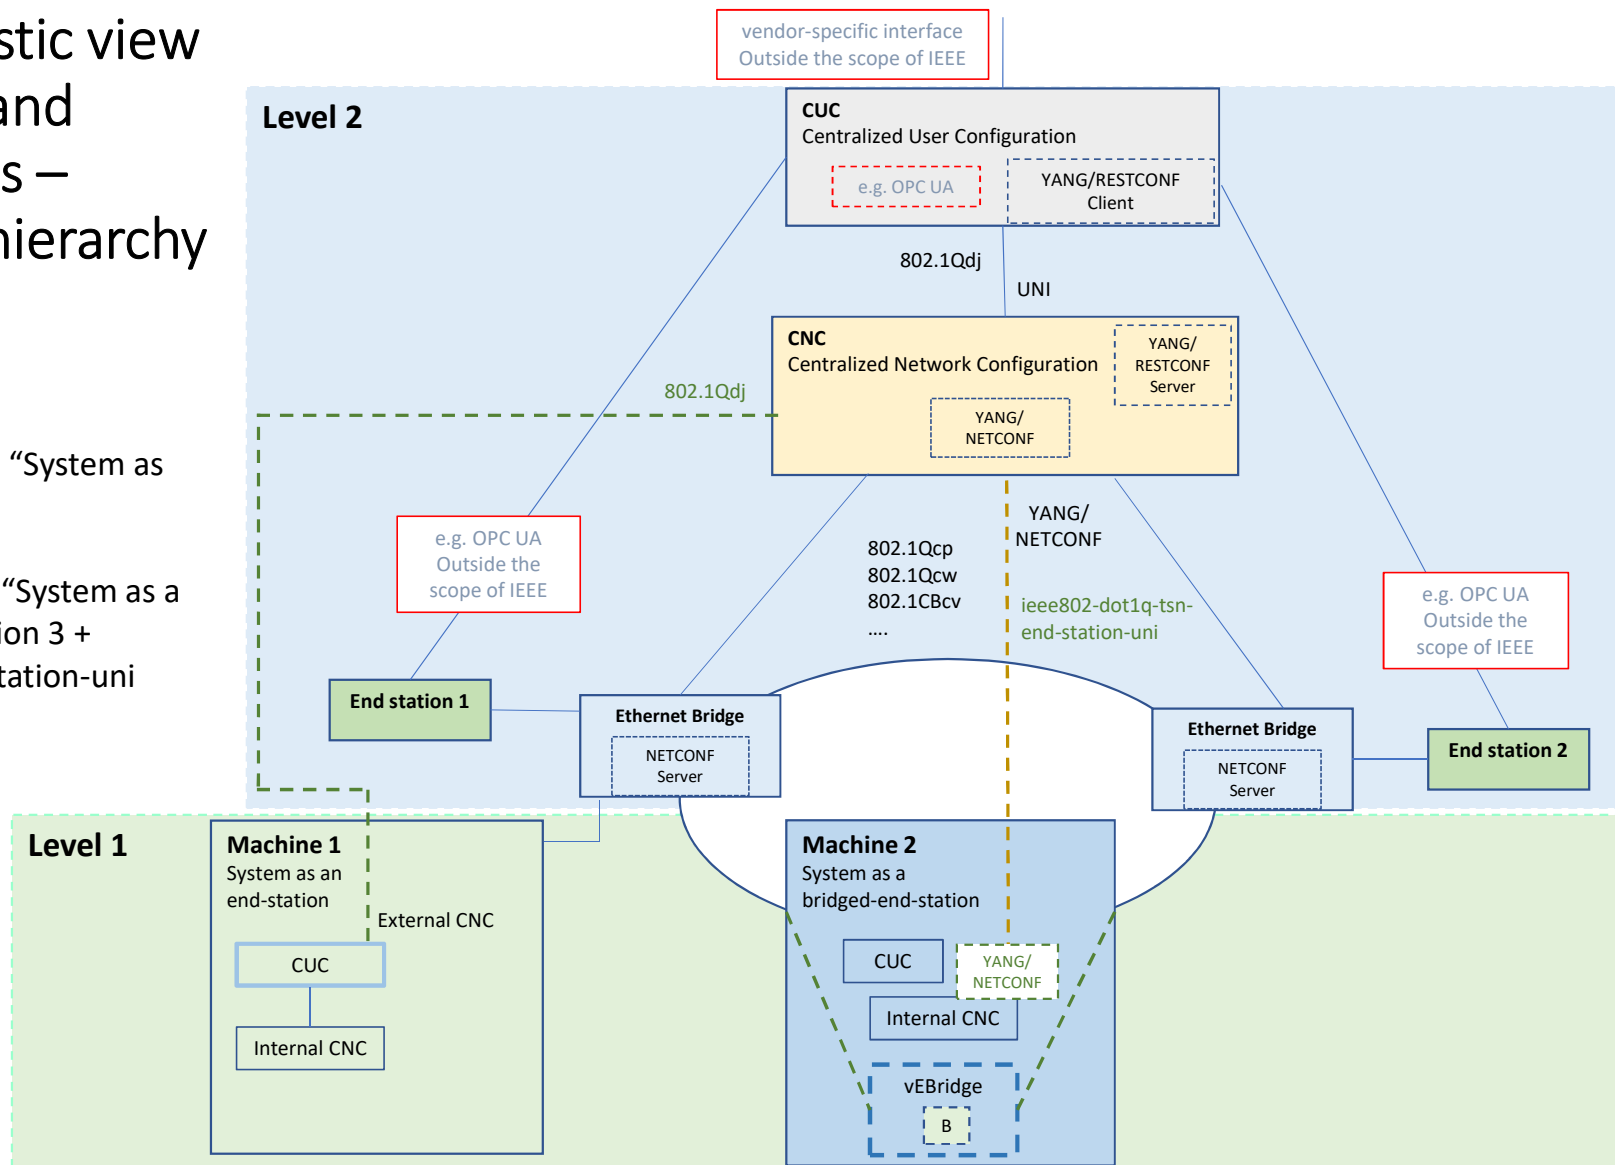 stic view
and
s –
hierarchy
“System as
“System as a
ion 3 +
tation-uni
vendor-specific interface
Outside the scope of IEEE
Level 2
CUC
Centralized User Configuration
e.g. OPC UA
YANG/RESTCONF
Client
802.1Qdj
UNI
CNC
Centralized Network Configuration
YANG/
RESTCONF
Server
YANG/
NETCONF
802.1Qdj
e.g. OPC UA
Outside the
scope of IEEE
802.1Qcp
802.1Qcw
802.1CBcv
....
YANG/
NETCONF
ieee802-dot1q-tsn-
end-station-uni
e.g. OPC UA
Outside the
scope of IEEE
End station 1
Ethernet Bridge
NETCONF
Server
Ethernet Bridge
NETCONF
Server
End station 2
Level 1
Machine 1
System as an
end-station
External CNC
CUC
Internal CNC
Machine 2
System as a
bridged-end-station
CUC
YANG/
NETCONF
Internal CNC
vEBridge
B